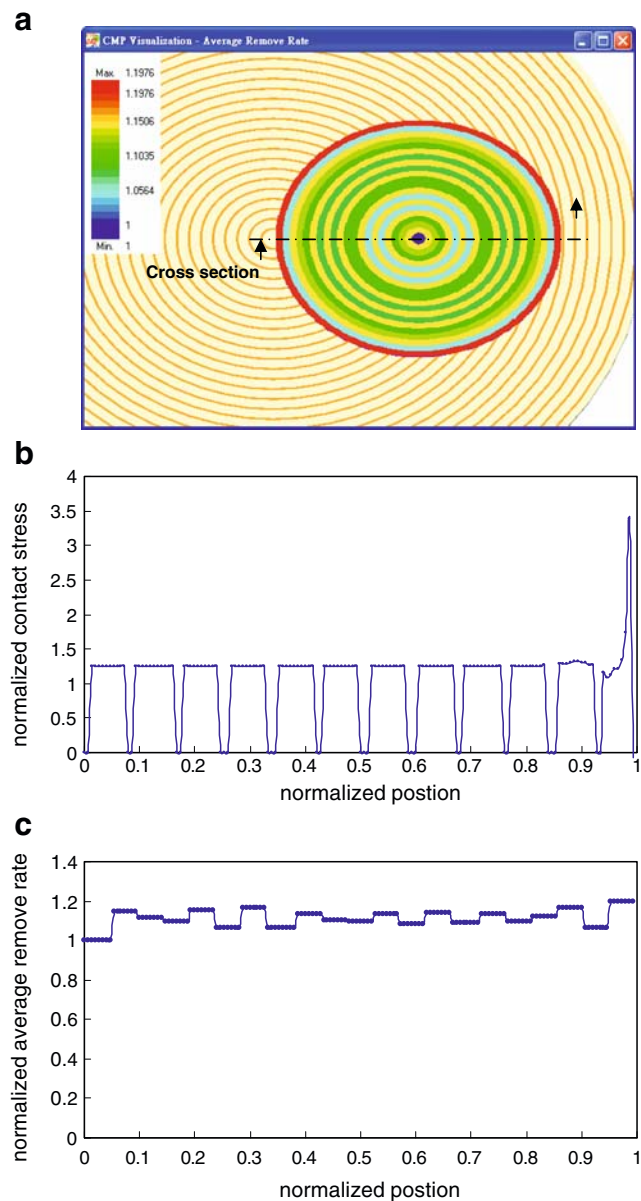 a
CMP Visualization - Average Remove Rate
Max. 1.1976
1.1976
1.1506
1.1035
1.0564
1
Min. 1
Cross section
b
4
3.5
3
2.5
2
1.5
1
0.5
0
normalized contact stress
0 0.1 0.2 0.3 0.4 0.5 0.6 0.7 0.8 0.9 1
normalized postion
c
1.4
1.2
1
0.8
0.6
0.4
0.2
0
normalized average remove rate
0 0.1 0.2 0.3 0.4 0.5 0.6 0.7 0.8 0.9 1
normalized postion